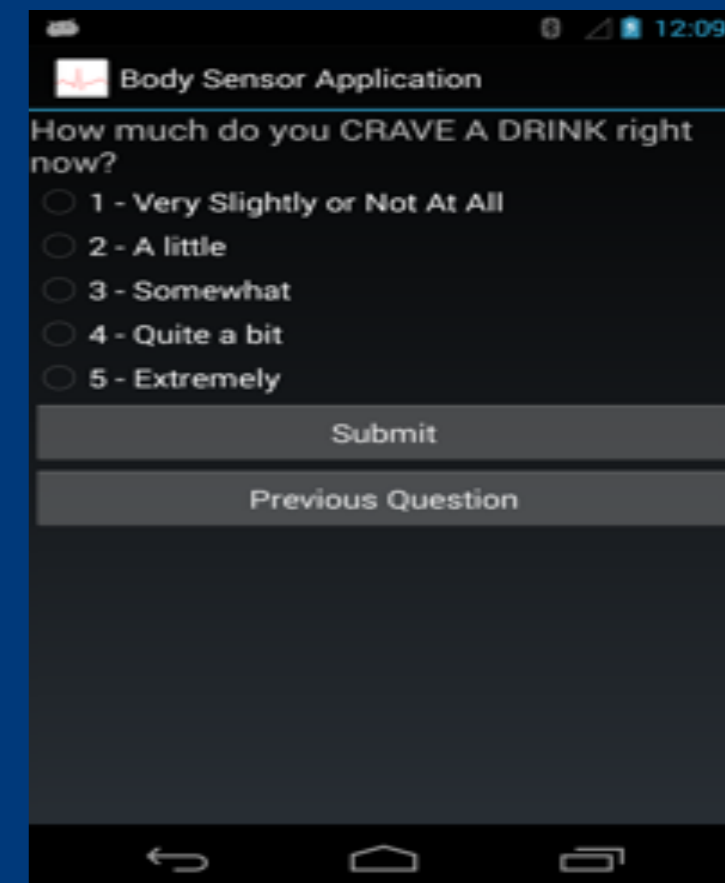 12:09
Body Sensor Application
How much do you CRAVE A DRINK right
now?
1 - Very Slightly or Not At All
2 - A little
3 - Somewhat
4 - Quite a bit
5 - Extremely
Submit
Previous Question